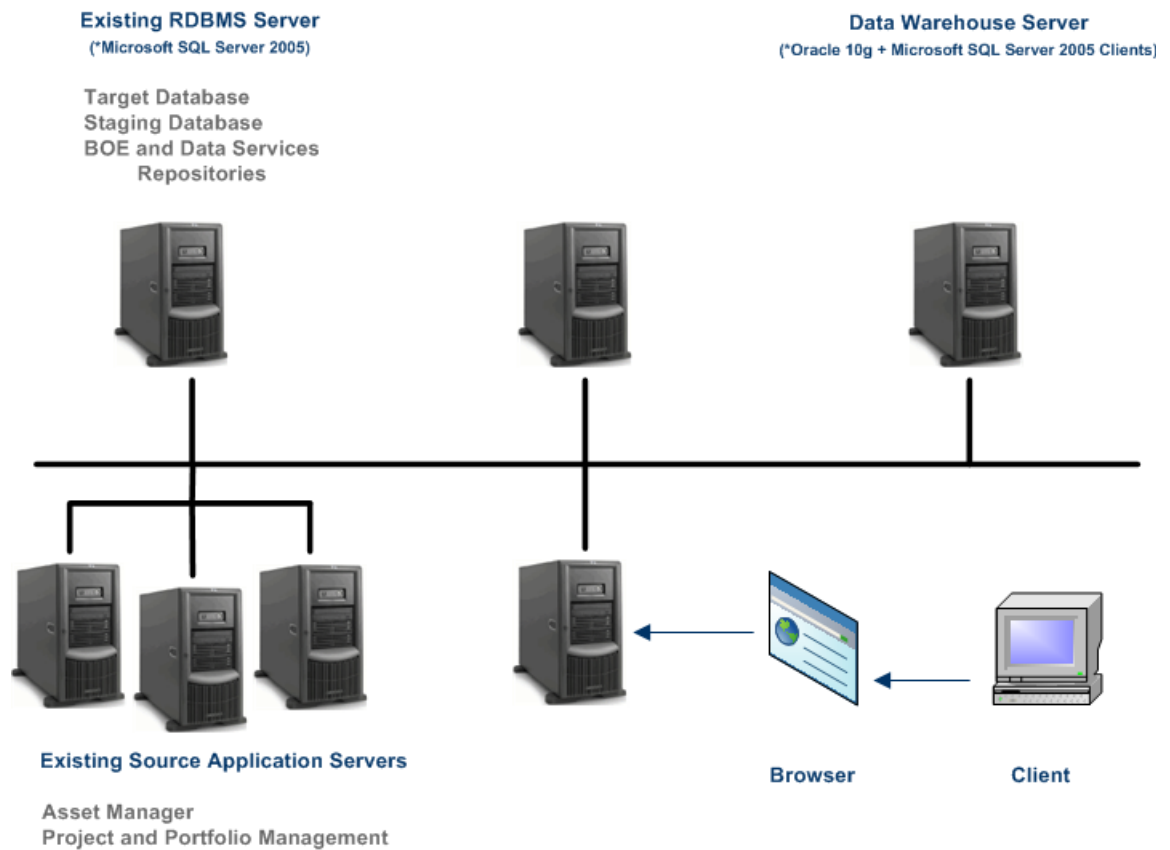 Existing RDBMS Server
(*Microsoft SQL Server 2005)
Target Database
Staging Database
BOE and Data Services
Repositories
Data Warehouse Server
(*Oracle 10g + Microsoft SQL Server 2005 Clients)
Existing Source Application Servers
Asset Manager
Project and Portfolio Management
Browser
Client